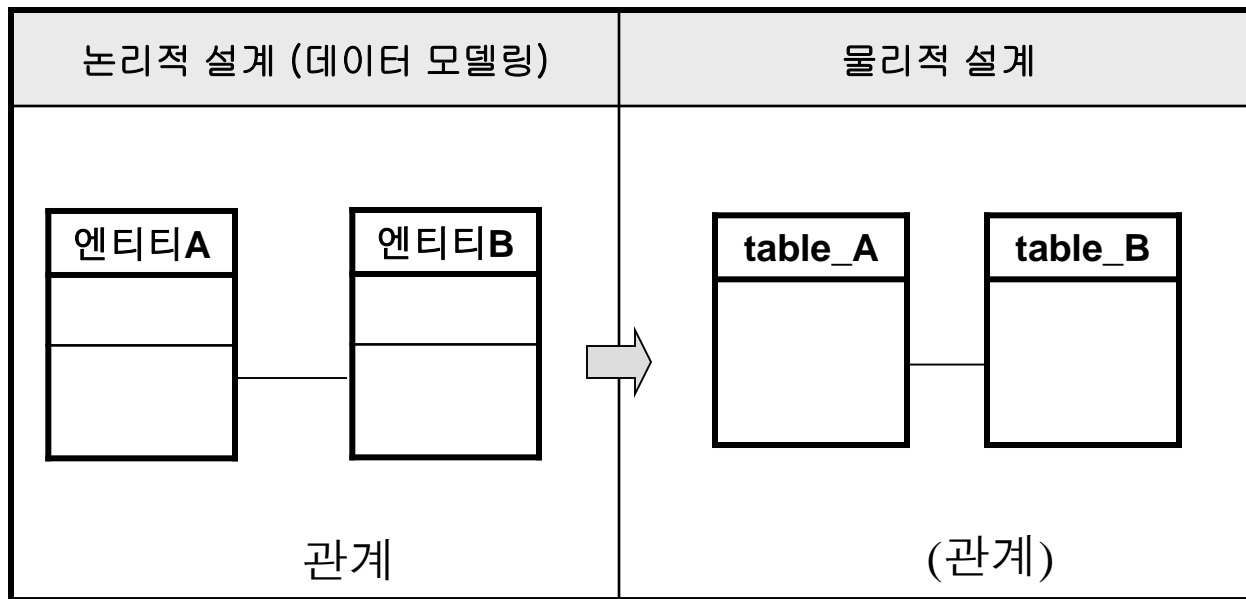 논리적 설계 (데이터 모델링)
물리적 설계
엔티티A
엔티티B
table_A
table_B
관계
(관계)